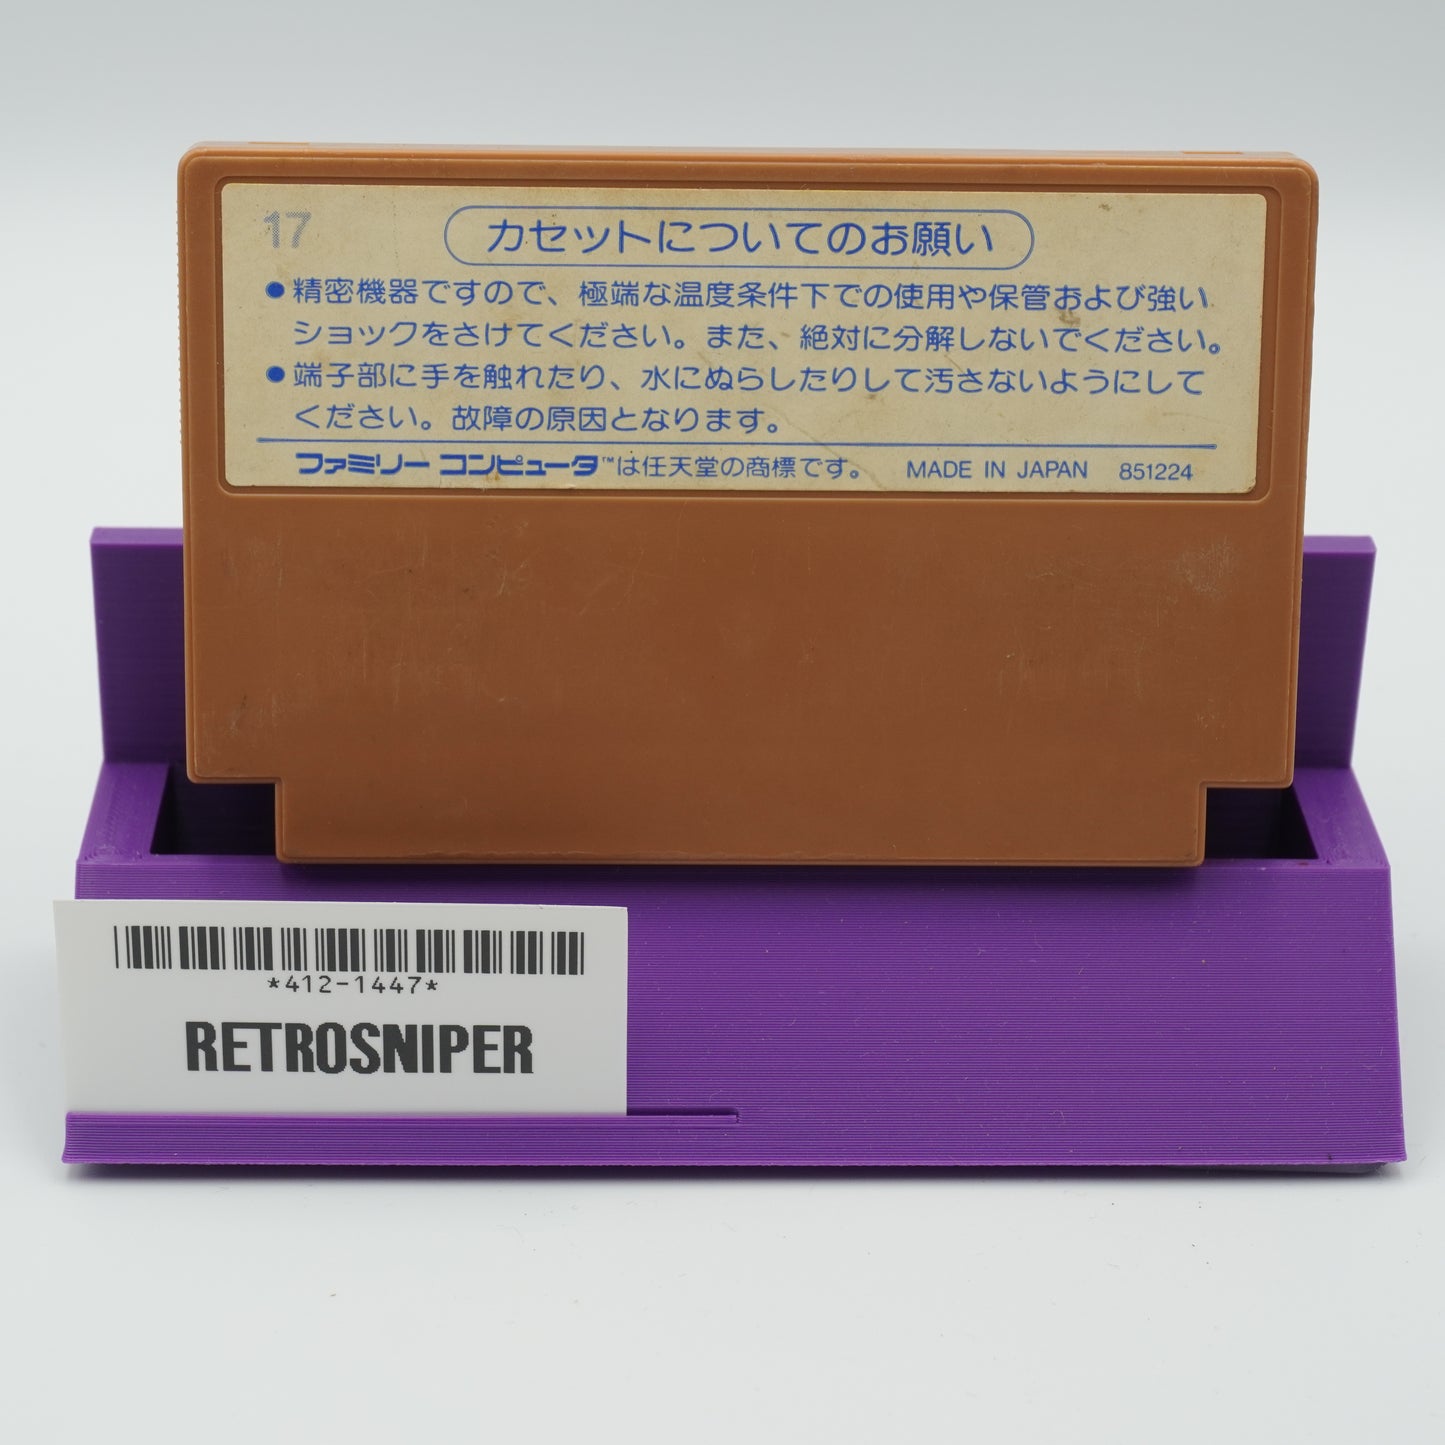 17
カセットについてのお願い
●精密機器ですので、極端な温度条件下での使用や保管および強い
ショックをさけてください。また、絶対に分解しないでください。
●端子部に手を触れたり、水にぬらしたりして汚さないようにして
ください。故障の原因となります。
ファミリー コンピュータ™は任天堂の商標です。 MADE IN JAPAN 851224
*412-1447*
RETROSNIPER